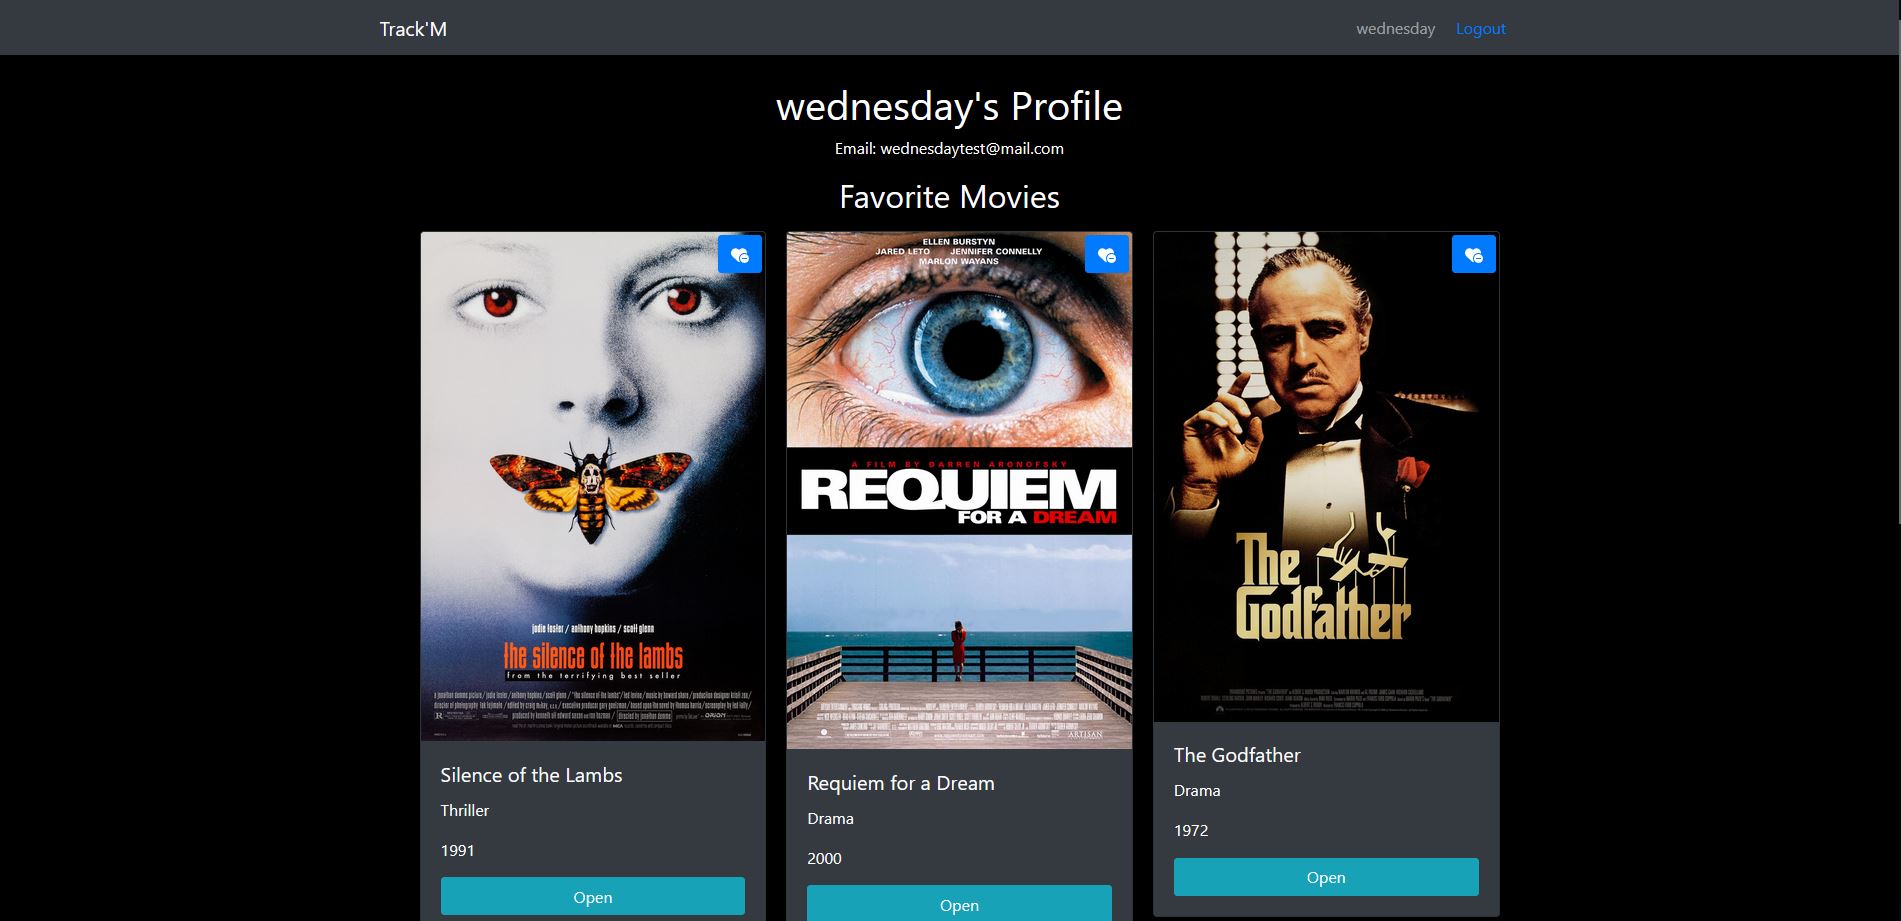 Track'M
wednesday
Logout
wednesday's Profile
Email: wednesdaytest@mail.com
Favorite Movies
jodie foster / anthony hopkins / scott glenn
the silence of the lambs
from the terrifying best seller
Silence of the Lambs
Thriller
1991
Open
ELLEN BURSTYN
JARED LETO JENNIFER CONNELLY
MARLON WAYANS
A FILM BY DARREN ARONOFSKY
REQUIEM
FOR A DREAM
ARTISAN
Requiem for a Dream
Drama
2000
Open
The
Godfather
The Godfather
Drama
1972
Open